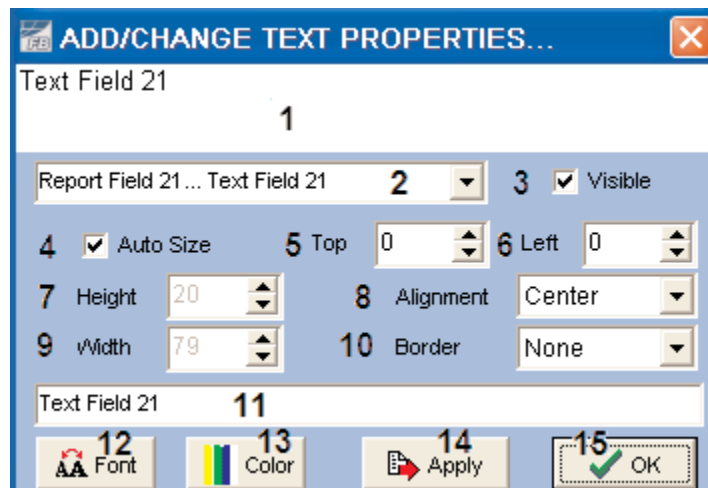 FB ADD/CHANGE TEXT PROPERTIES...
Text Field 21
1
Report Field 21 ... Text Field 21 2 3 Visible
4 Auto Size 5 Top 0 6 Left 0
7 Height 20 8 Alignment Center
9 Width 79 10 Border None
Text Field 21 11
12 13 14 15
AA Font Color Apply OK